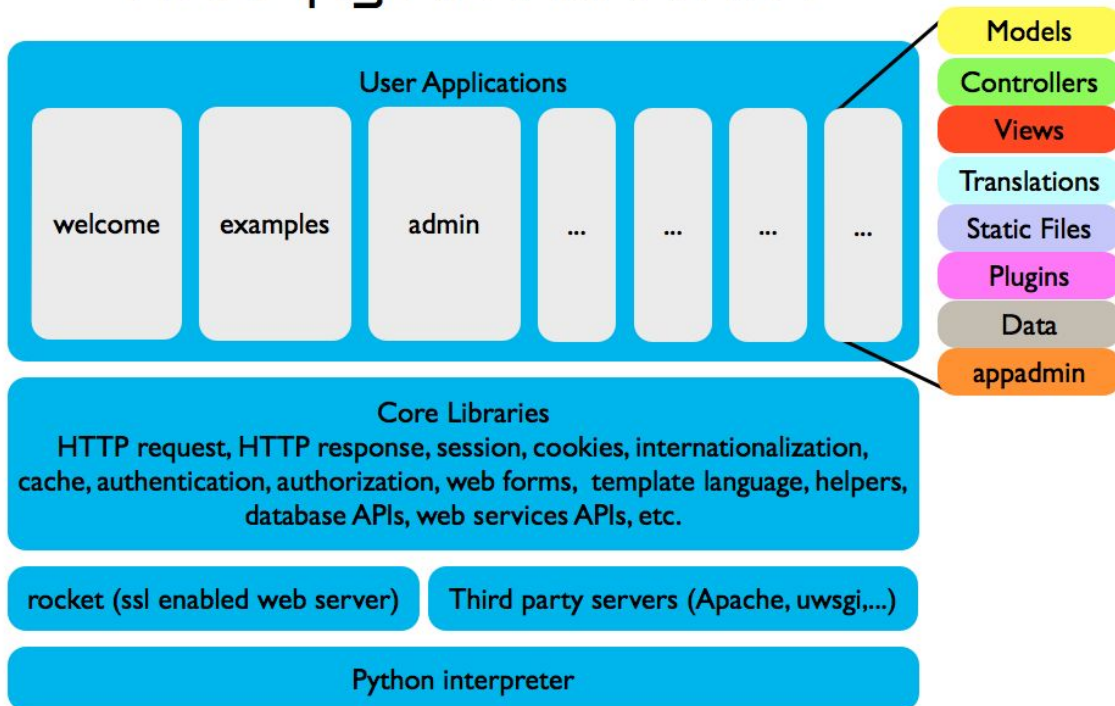 User Applications
welcome
examples
admin
...
...
...
...
Models
Controllers
Views
Translations
Static Files
Plugins
Data
appadmin
Core Libraries
HTTP request, HTTP response, session, cookies, internationalization,
cache, authentication, authorization, web forms, template language, helpers,
database APIs, web services APIs, etc.
rocket (ssl enabled web server)
Third party servers (Apache, uwsgi,...)
Python interpreter